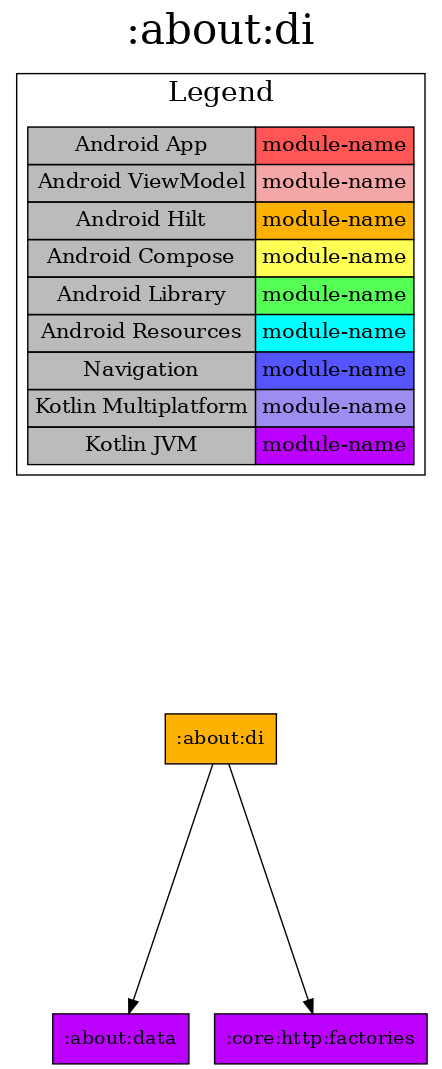 :about:di
Legend
Android App module-name
Android ViewModel module-name
Android Hilt module-name
Android Compose module-name
Android Library module-name
Android Resources module-name
Navigation module-name
Kotlin Multiplatform module-name
Kotlin JVM module-name
:about:di
:about:data :core:http:factories